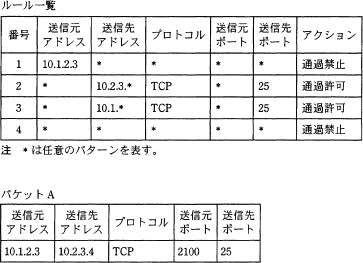 ルール一覧
番号 送信元アドレス 送信先アドレス プロトコル 送信元ポート 送信先ポート アクション
1 10.1.2.3 * * * * 通過禁止
2 * 10.2.3.* TCP * 25 通過許可
3 * 10.1.* TCP * 25 通過許可
4 * * * * * 通過禁止
注 *は任意のパターンを表す。
パケットA
送信元アドレス 送信先アドレス プロトコル 送信元ポート 送信先ポート
10.1.2.3 10.2.3.4 TCP 2100 25